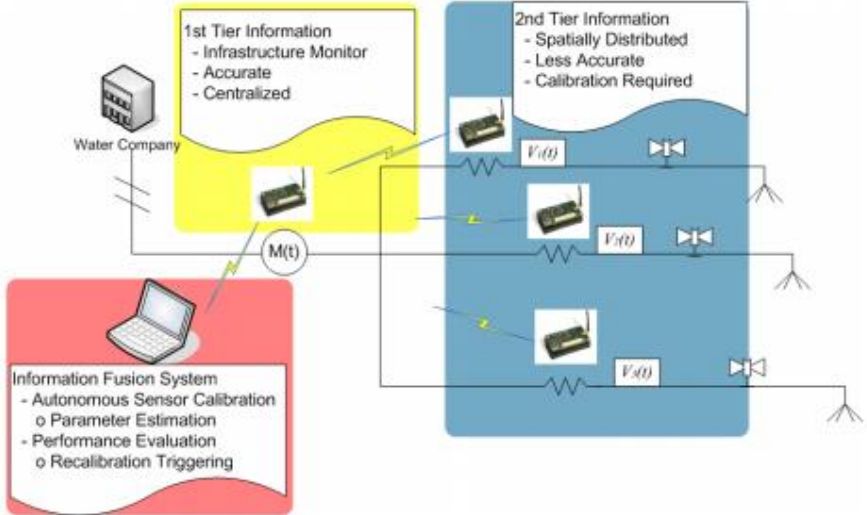 1st Tier Information
- Infrastructure Monitor
- Accurate
- Centralized
2nd Tier Information
- Spatially Distributed
- Less Accurate
- Calibration Required
Water Company
V₁(t)
V₂(t)
M(t)
V₃(t)
Information Fusion System
- Autonomous Sensor Calibration
o Parameter Estimation
- Performance Evaluation
o Recalibration Triggering